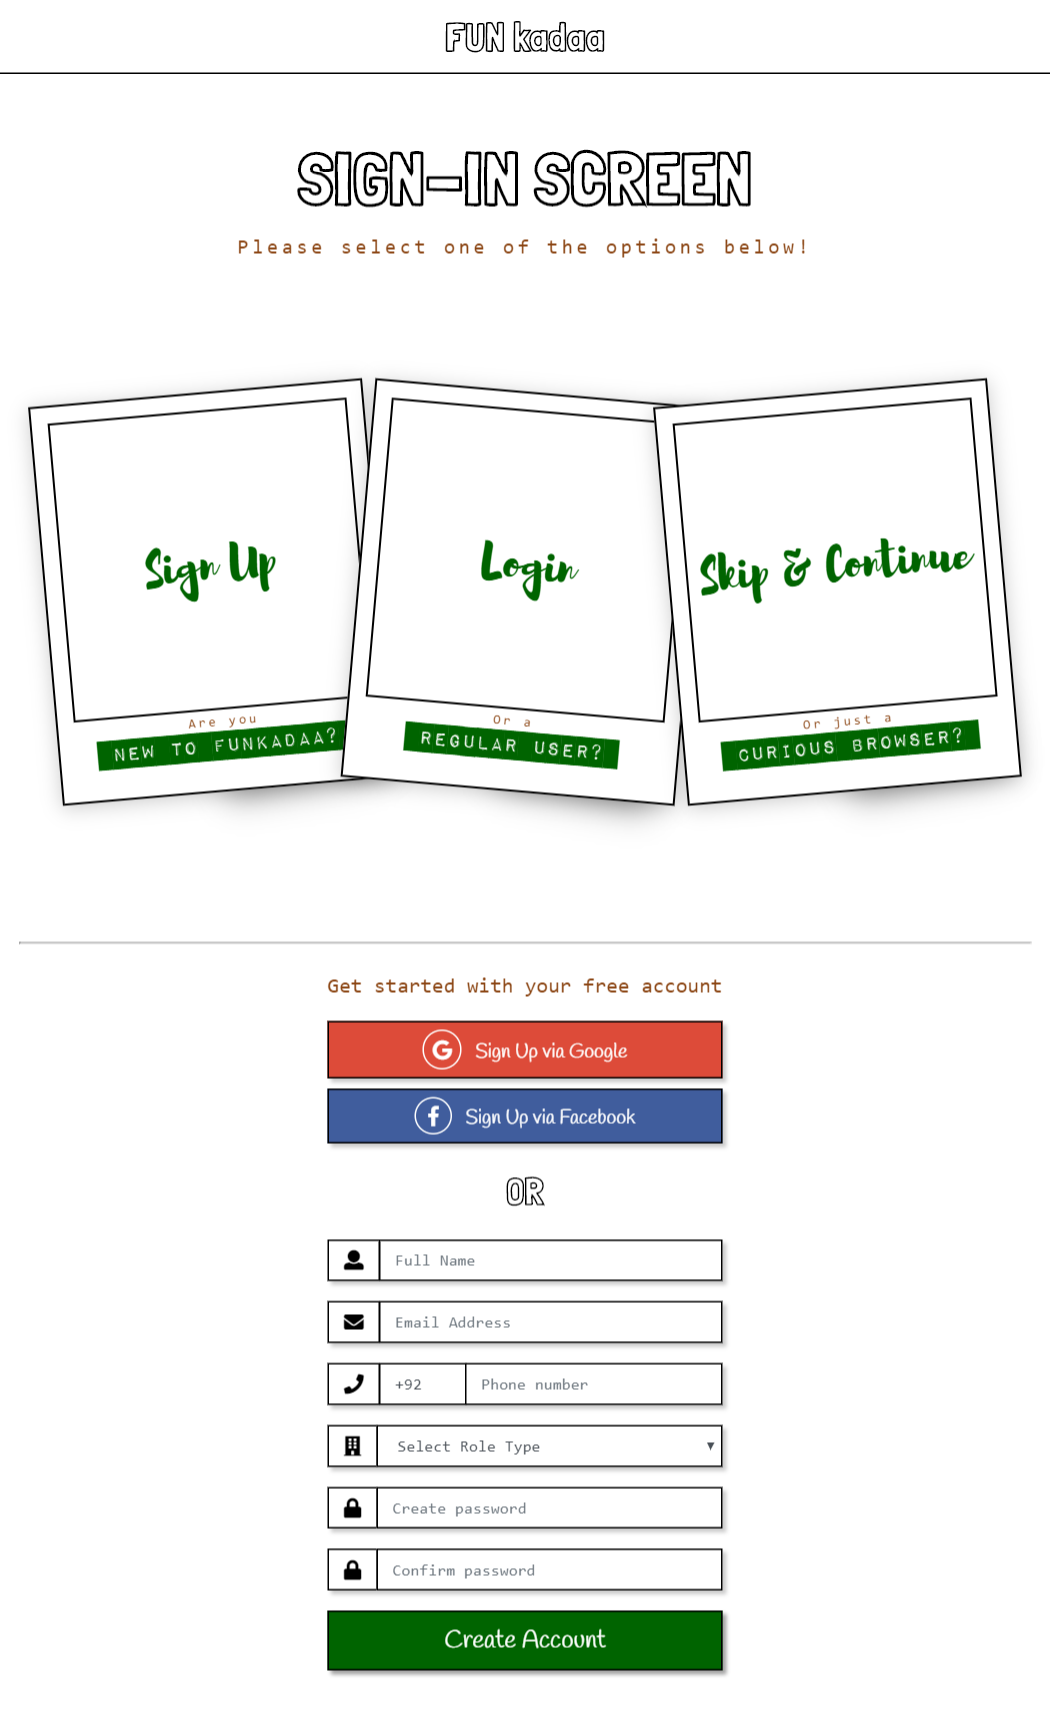 FUN kadaa
SIGN-IN SCREEN
Please select one of the options below!
Sign Up
Are you
NEW TO FUNKADAA?
Login
Or a
REGULAR USER?
Skip & Continue
Or just a
CURIOUS BROWSER?
Get started with your free account
Sign Up via Google
Sign Up via Facebook
OR
Full Name
Email Address
+92 Phone number
Select Role Type
Create password
Confirm password
Create Account